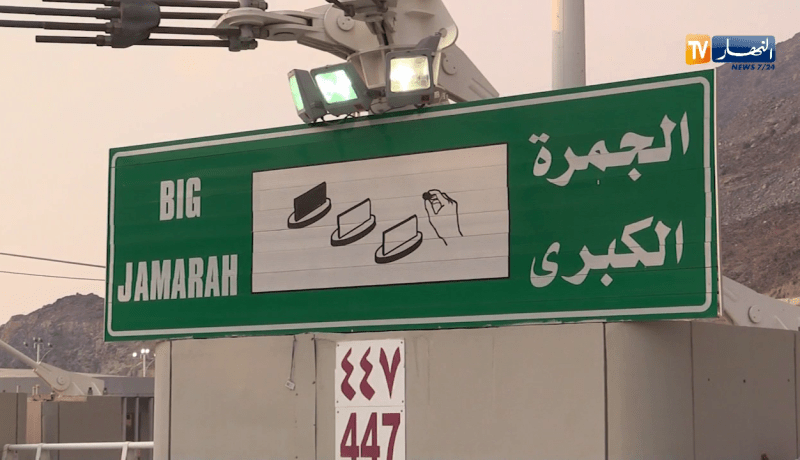 النهار TV
NEWS 7/24
BIG
JAMARAH
الجمرة
الكبرى
٤٤٧
447